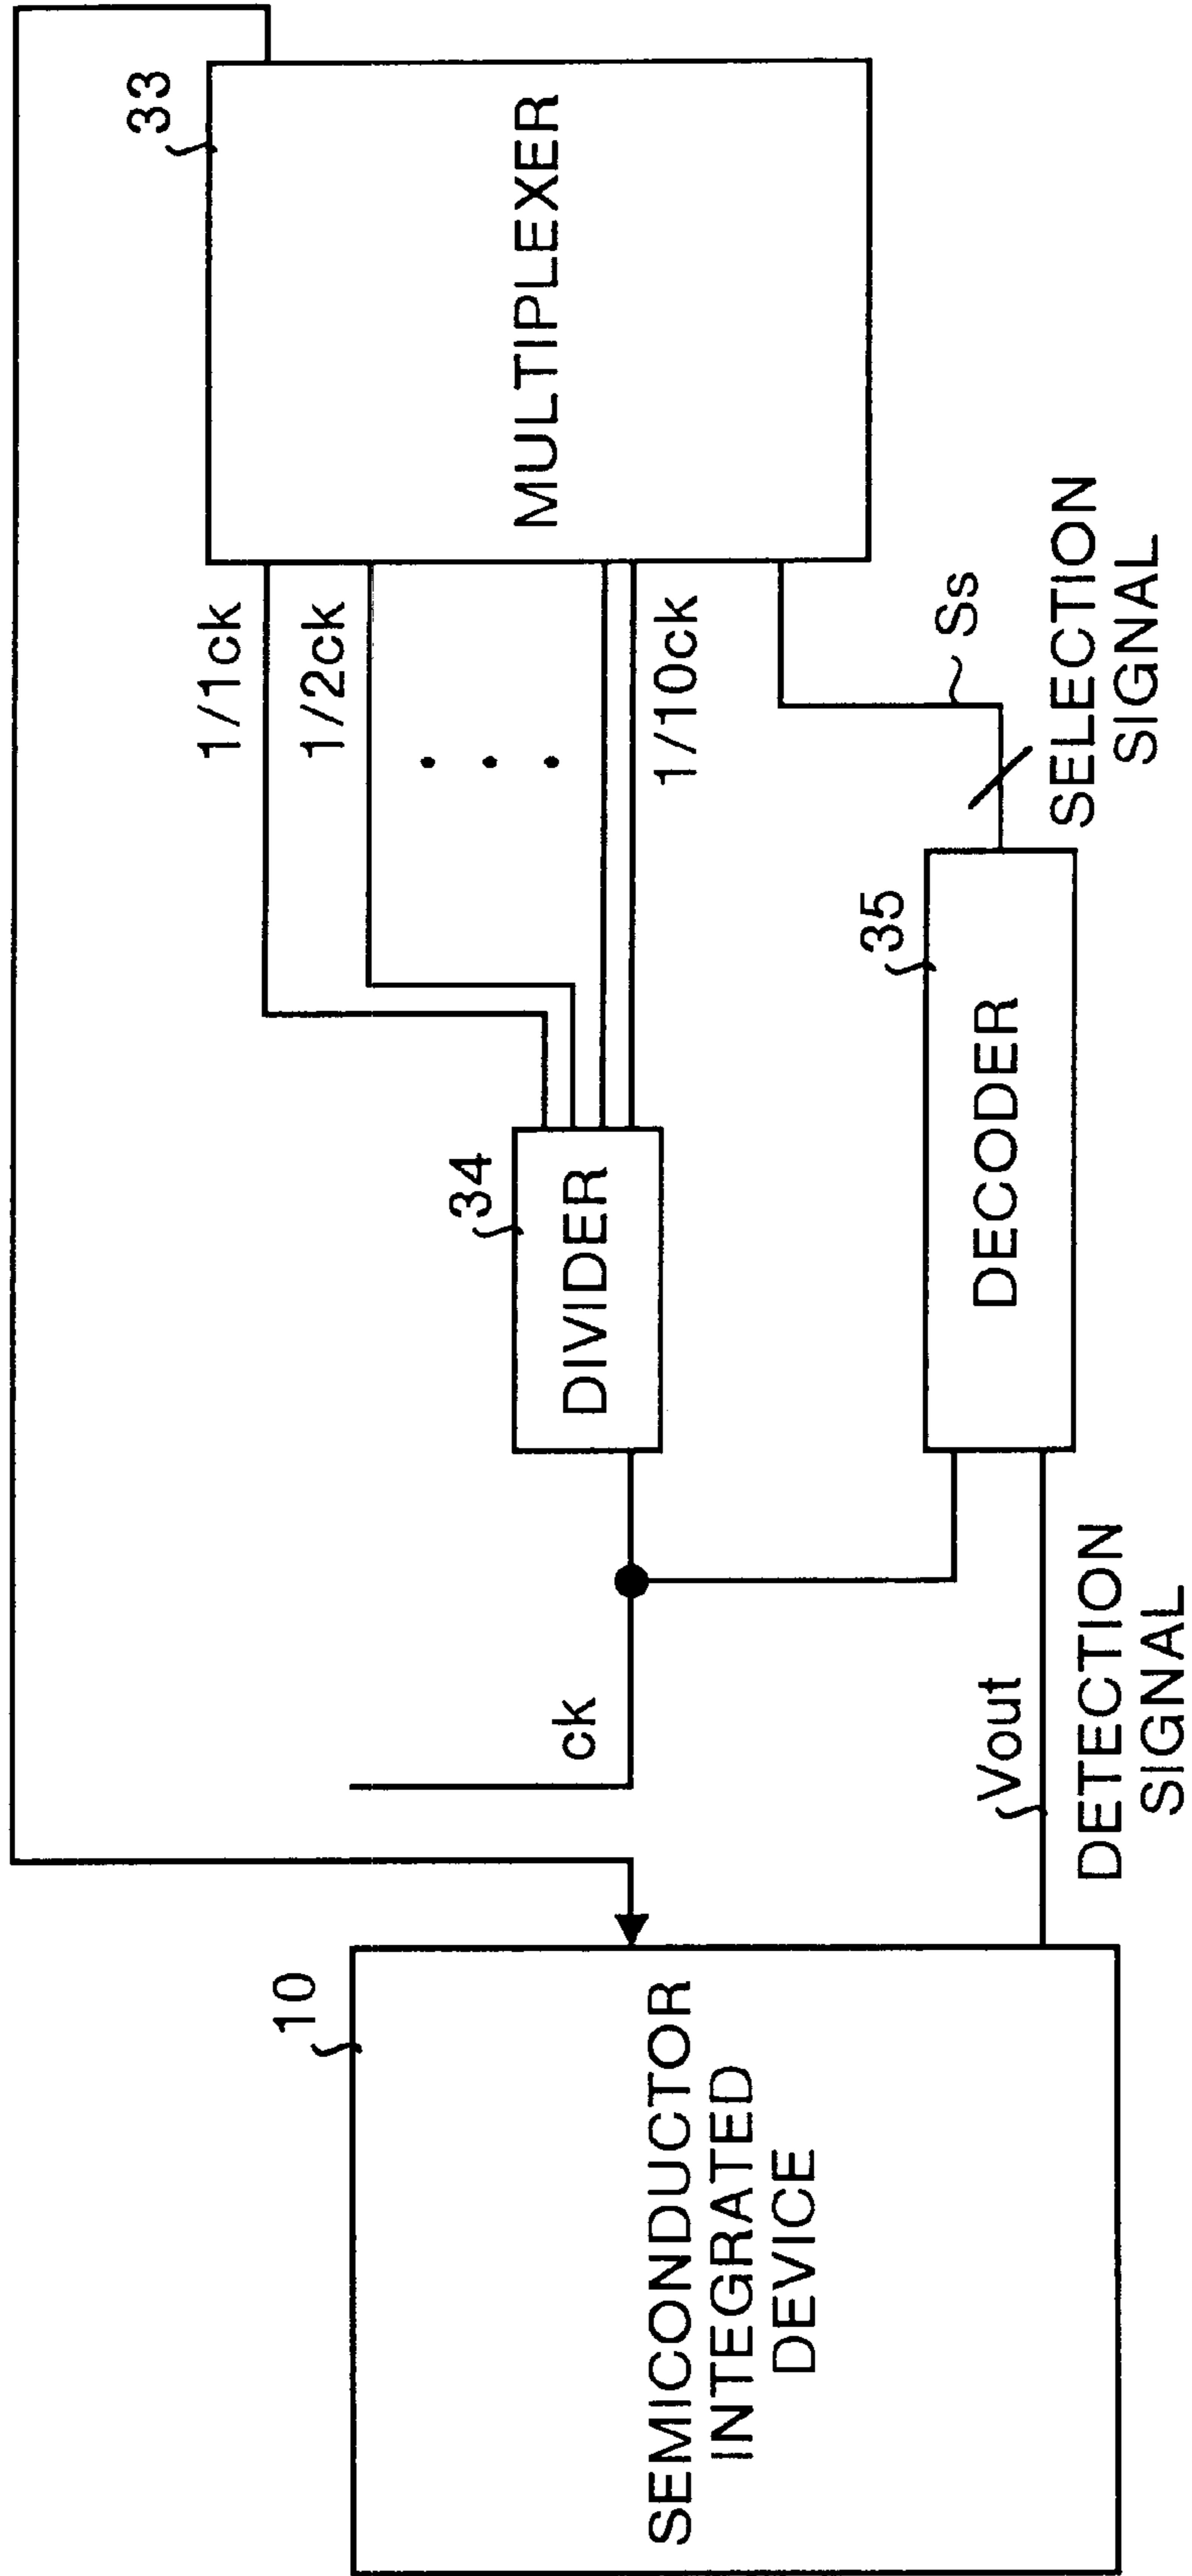 33
MULTIPLEXER
1/1ck
1/2ck
1/10ck
Ss
SELECTION
SIGNAL
34
DIVIDER
35
DECODER
ck
Vout
DETECTION
SIGNAL
10
SEMICONDUCTOR
INTEGRATED
DEVICE